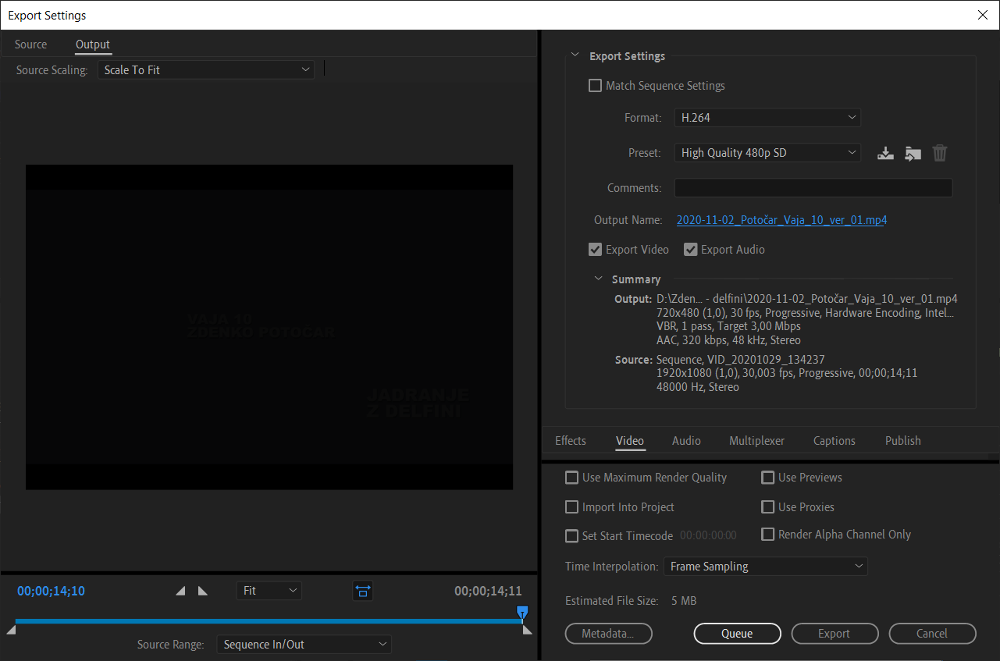 Export Settings
Source
Output
Source Scaling:
Scale To Fit
VAJA 10
ZDENKO POTOČAR
JADRANJE
Z DELFINI
00;00;14;10
Fit
00;00;14;11
Source Range:
Sequence In/Out
Export Settings
Match Sequence Settings
Format:
H.264
Preset:
High Quality 480p SD
Comments:
Output Name:
2020-11-02_Potočar_Vaja_10_ver_01.mp4
Export Video
Export Audio
Summary
Output: D:\Zden... - delfini\2020-11-02_Potočar_Vaja_10_ver_01.mp4
720x480 (1,0), 30 fps, Progressive, Hardware Encoding, Intel...
VBR, 1 pass, Target 3,00 Mbps
AAC, 320 kbps, 48 kHz, Stereo
Source: Sequence, VID_20201029_134237
1920x1080 (1,0), 30,003 fps, Progressive, 00;00;14;11
48000 Hz, Stereo
Effects
Video
Audio
Multiplexer
Captions
Publish
Use Maximum Render Quality
Use Previews
Import Into Project
Use Proxies
Set Start Timecode
00:00:00:00
Render Alpha Channel Only
Time Interpolation:
Frame Sampling
Estimated File Size:
5 MB
Metadata...
Queue
Export
Cancel